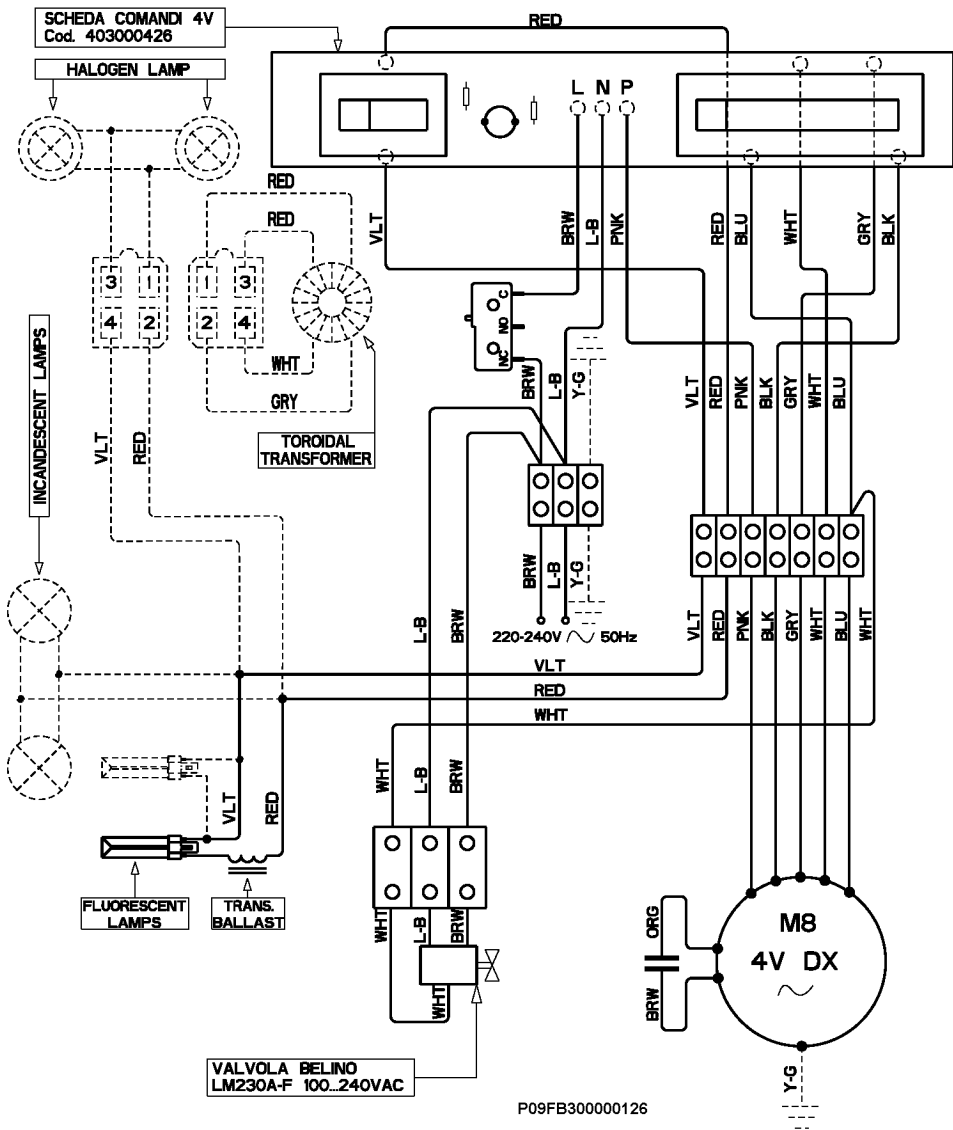 SCHEDA COMANDI 4V
Cod. 403000426
RED
HALOGEN LAMP
L N P
RED
RED
VLT
BRW
L-B
PNK
RED
BLU
WHT
GRY
BLK
3 1
4 2
1 3
2 4
WHT
GRY
C
NO
NC
BRW
L-B
Y-G
VLT
RED
PNK
BLK
GRY
WHT
BLU
INCANDESCENT LAMPS
VLT
RED
TOROIDAL
TRANSFORMER
BRW
L-B
Y-G
220-240V 50Hz
L-B
BRW
VLT
RED
PNK
BLK
GRY
WHT
BLU
WHT
VLT
RED
WHT
WHT
L-B
BRW
VLT
RED
FLUORESCENT
LAMPS
TRANS.
BALLAST
WHT
L-B
BRW
WHT
ORG
BRW
M8
4V DX
Y-G
VALVOLA BELINO
LM230A-F 100...240VAC
P09FB300000126